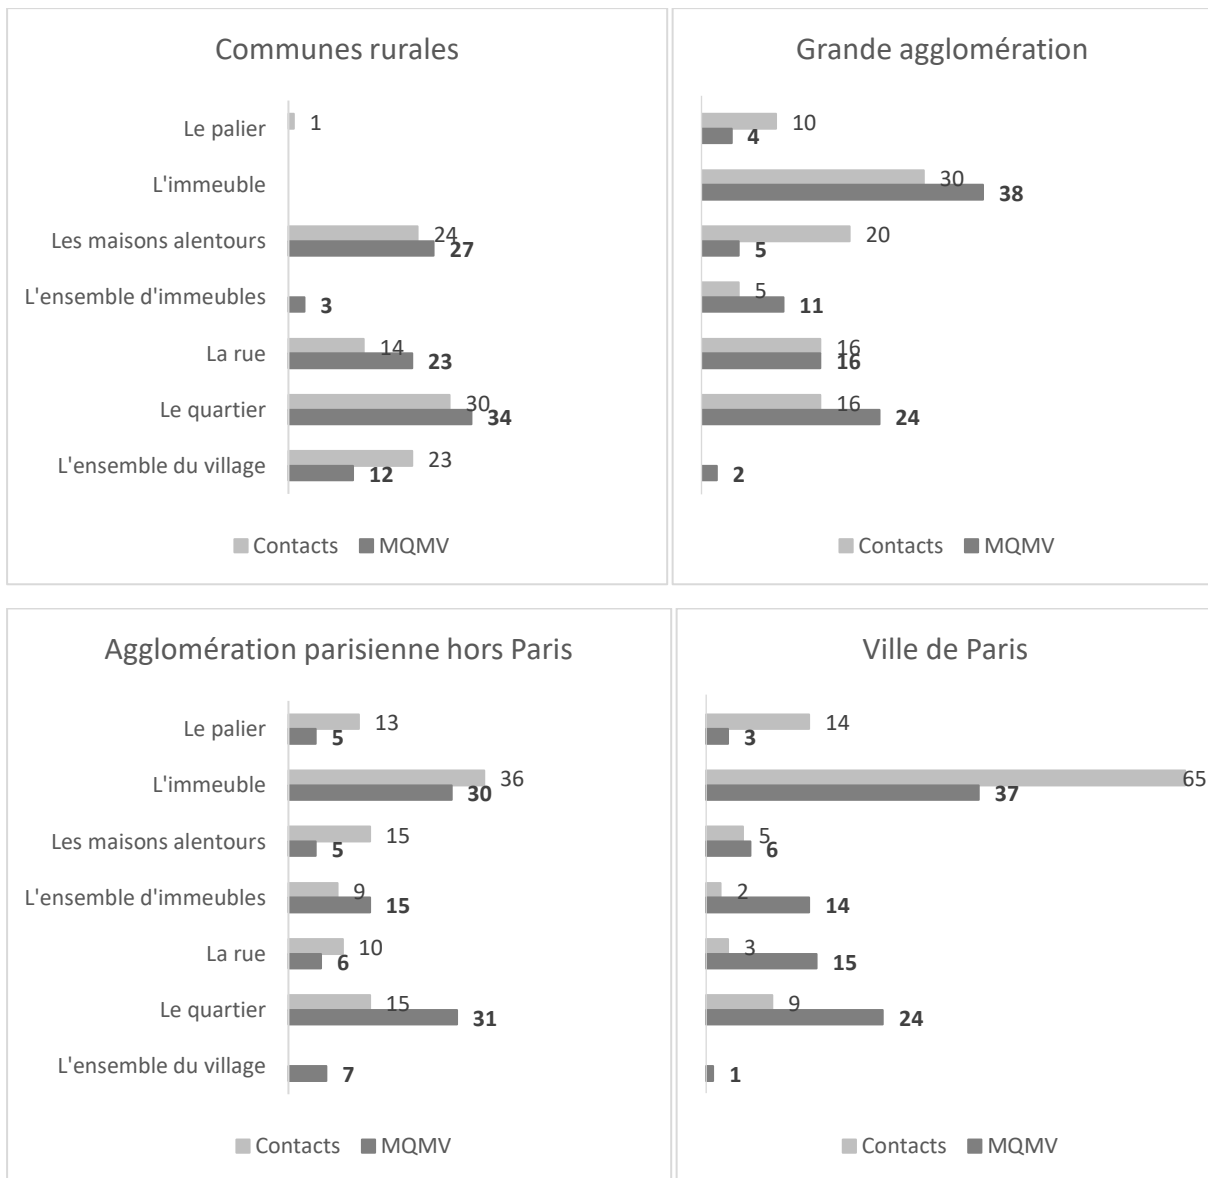 Communes rurales
Le palier
1
L'immeuble
Les maisons alentours
24
27
L'ensemble d'immeubles
3
La rue
14
23
Le quartier
30
34
L'ensemble du village
23
12
Contacts MQMV
Grande agglomération
10
4
30
38
20
5
5
11
16
16
16
24
2
Contacts MQMV
Agglomération parisienne hors Paris
Le palier
13
5
L'immeuble
36
30
Les maisons alentours
15
5
L'ensemble d'immeubles
9
15
La rue
10
6
Le quartier
15
31
L'ensemble du village
7
Contacts MQMV
Ville de Paris
14
3
65
37
5
6
2
14
3
15
9
24
1
Contacts MQMV